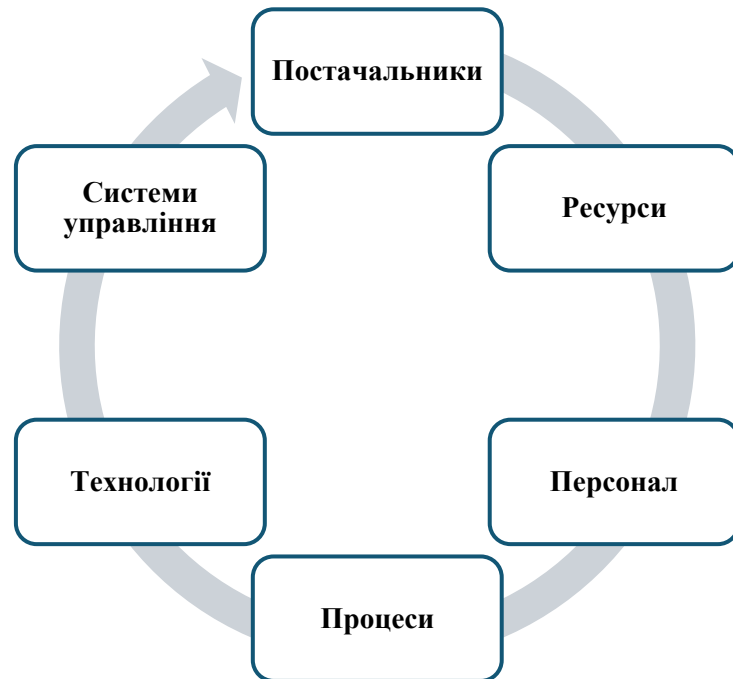 Постачальники
Ресурси
Персонал
Процеси
Технології
Системи
управління